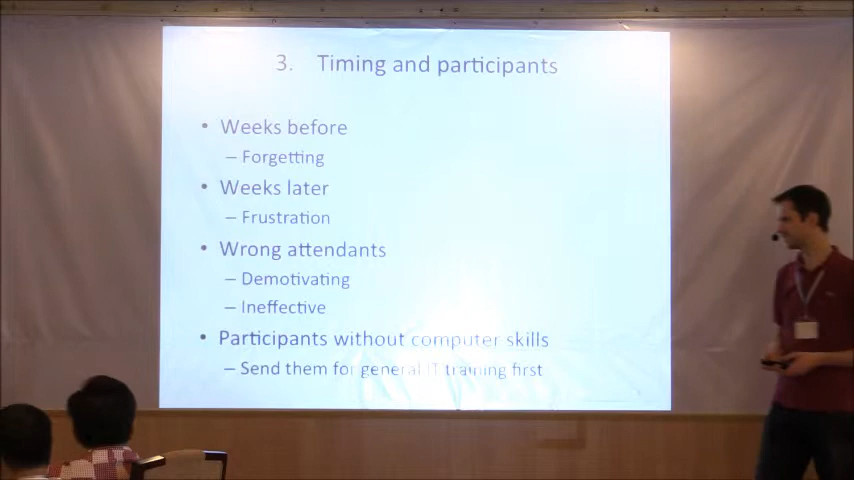 3. Timing and participants
• Weeks before
– Forgetting
• Weeks later
– Frustration
• Wrong attendants
– Demotivating
– Ineffective
• Participants without computer skills
– Send them for general IT training first